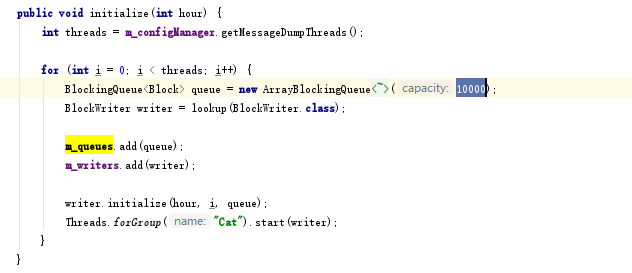 public void initialize(int hour) {
int threads = m_configManager.getMessageDumpThreads();
for (int i = 0; i < threads; i++) {
BlockingQueue<Block> queue = new ArrayBlockingQueue<~>( capacity: 10000);
BlockWriter writer = lookup(BlockWriter.class);
m_queues.add(queue);
m_writers.add(writer);
writer.initialize(hour, i, queue);
Threads.forGroup( name: "Cat").start(writer);
}
}